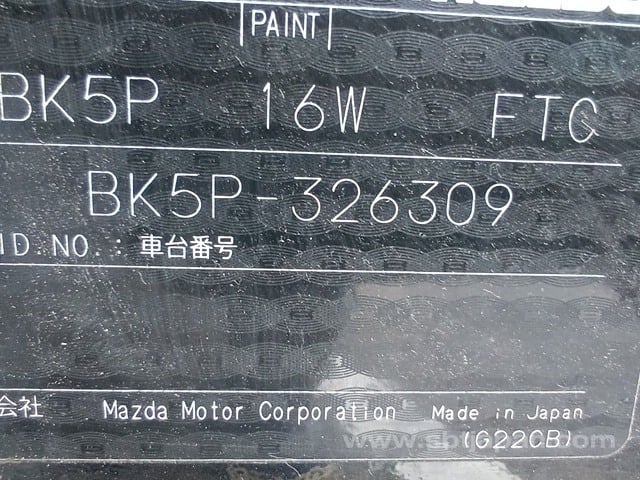 PAINT
BK5P 16W FTC
BK5P-326309
ID.NO.:車台番号
会社 Mazda Motor Corporation Made in Japan
(G22CB)